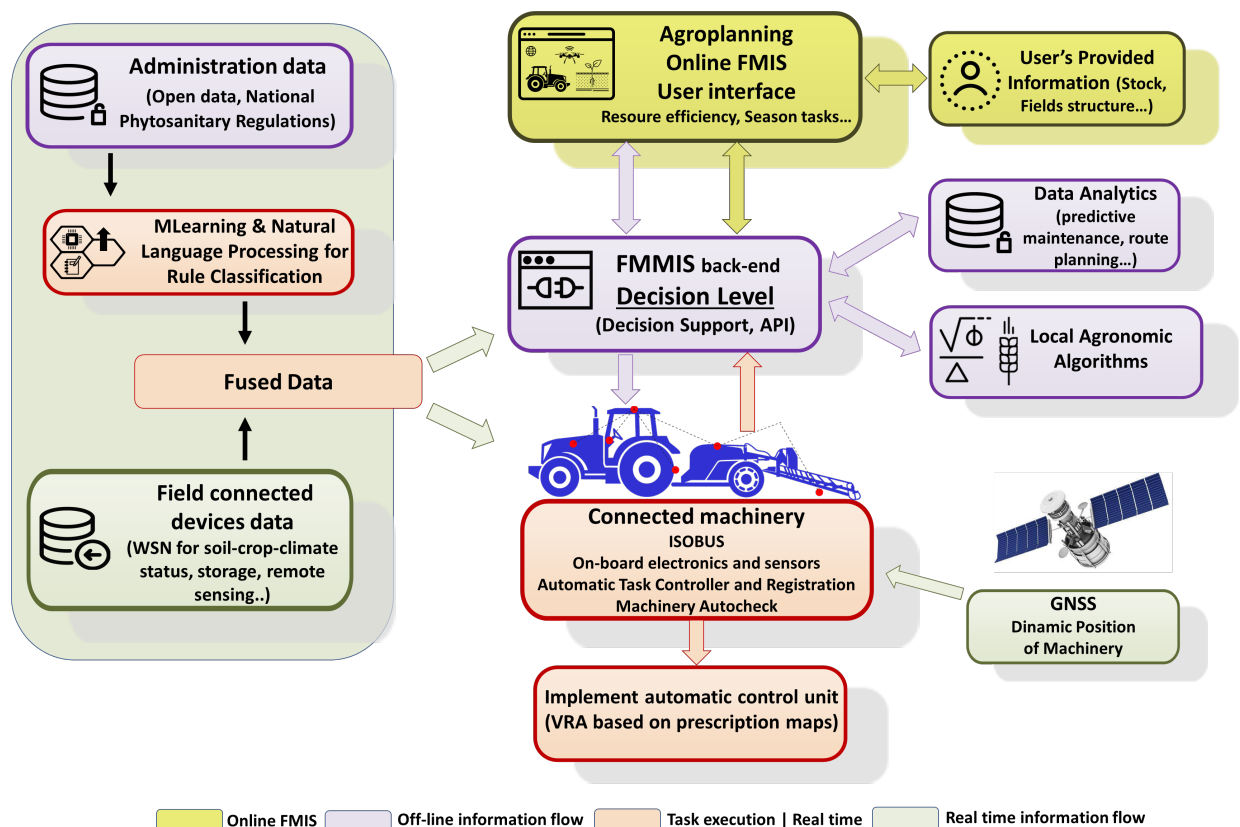 Administration data
(Open data, National
Phytosanitary Regulations)
MLearning & Natural
Language Processing for
Rule Classification
Fused Data
Field connected
devices data
(WSN for soil-crop-climate
status, storage, remote
sensing..)
Agroplanning
Online FMIS
User interface
Resoure efficiency, Season tasks...
User's Provided
Information (Stock,
Fields structure...)
FMMIS back-end
Decision Level
(Decision Support, API)
Data Analytics
(predictive
maintenance, route
planning...)
Local Agronomic
Algorithms
Connected machinery
ISOBUS
On-board electronics and sensors
Automatic Task Controller and Registration
Machinery Autocheck
GNSS
Dinamic Position
of Machinery
Implement automatic control unit
(VRA based on prescription maps)
Online FMIS
Off-line information flow
Task execution | Real time
Real time information flow